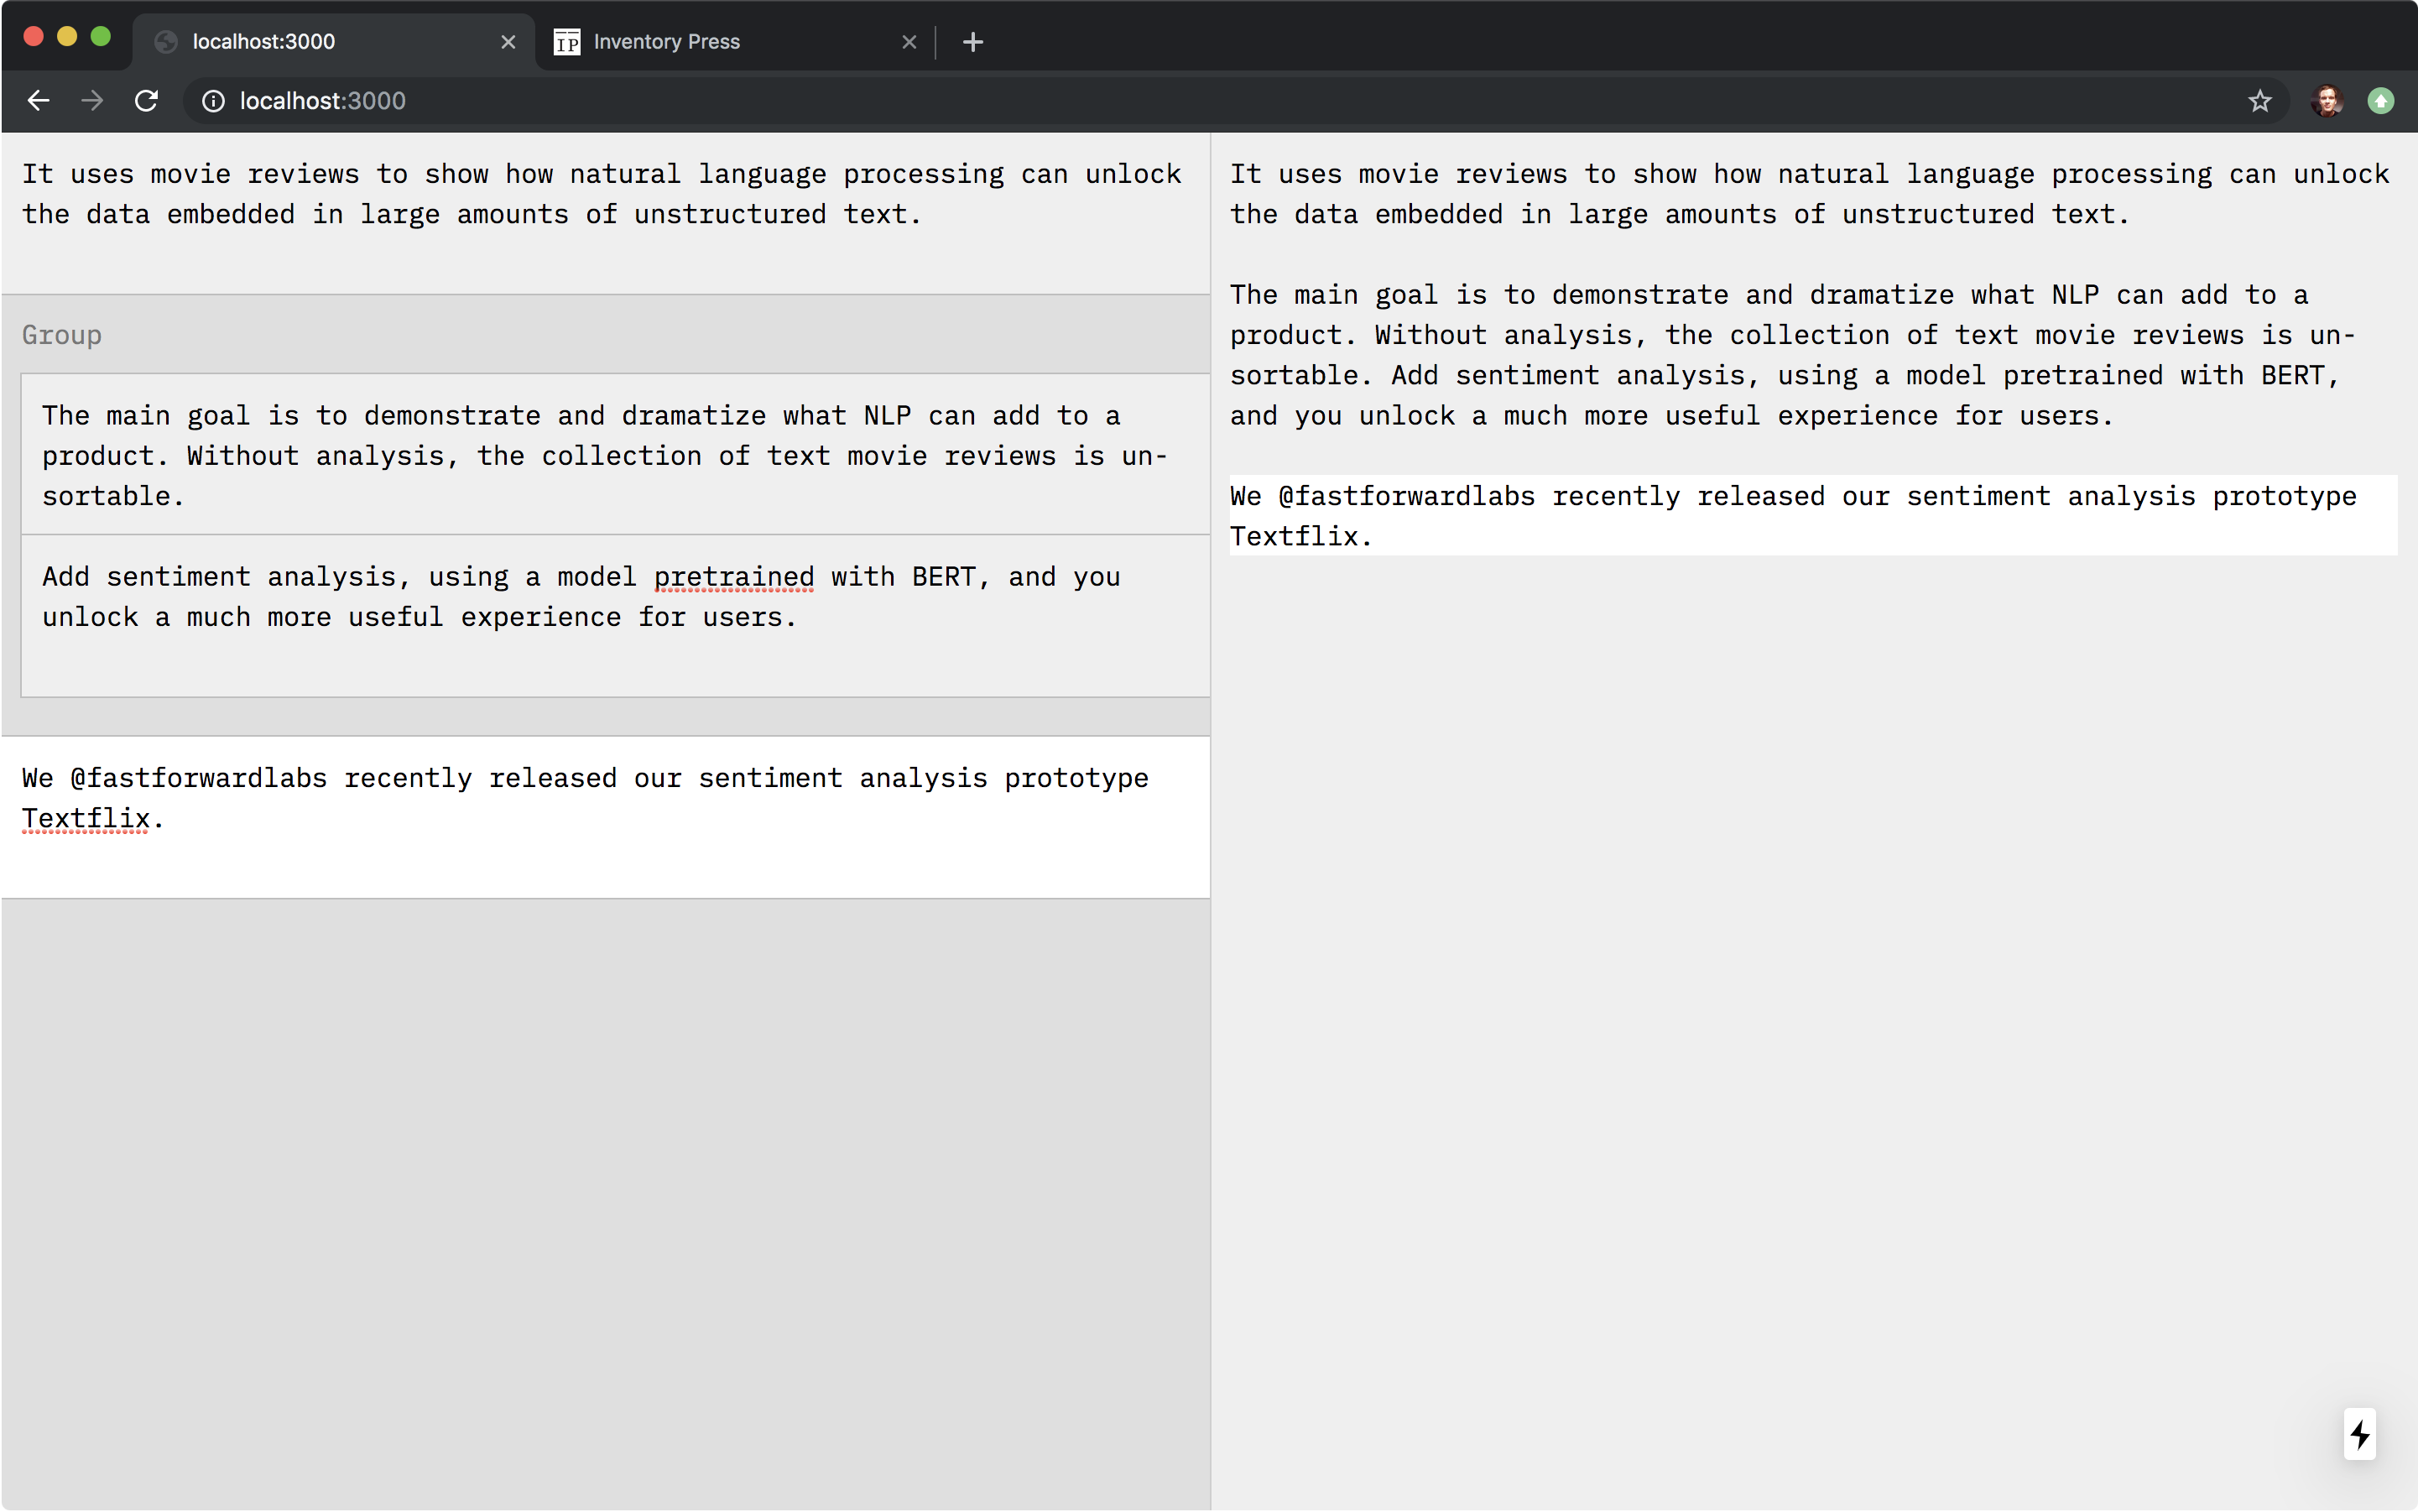 localhost:3000
IP Inventory Press
localhost:3000
It uses movie reviews to show how natural language processing can unlock
the data embedded in large amounts of unstructured text.
Group
The main goal is to demonstrate and dramatize what NLP can add to a
product. Without analysis, the collection of text movie reviews is un-
sortable.
Add sentiment analysis, using a model pretrained with BERT, and you
unlock a much more useful experience for users.
We @fastforwardlabs recently released our sentiment analysis prototype
Textflix.
It uses movie reviews to show how natural language processing can unlock
the data embedded in large amounts of unstructured text.
The main goal is to demonstrate and dramatize what NLP can add to a
product. Without analysis, the collection of text movie reviews is un-
sortable. Add sentiment analysis, using a model pretrained with BERT,
and you unlock a much more useful experience for users.
We @fastforwardlabs recently released our sentiment analysis prototype
Textflix.